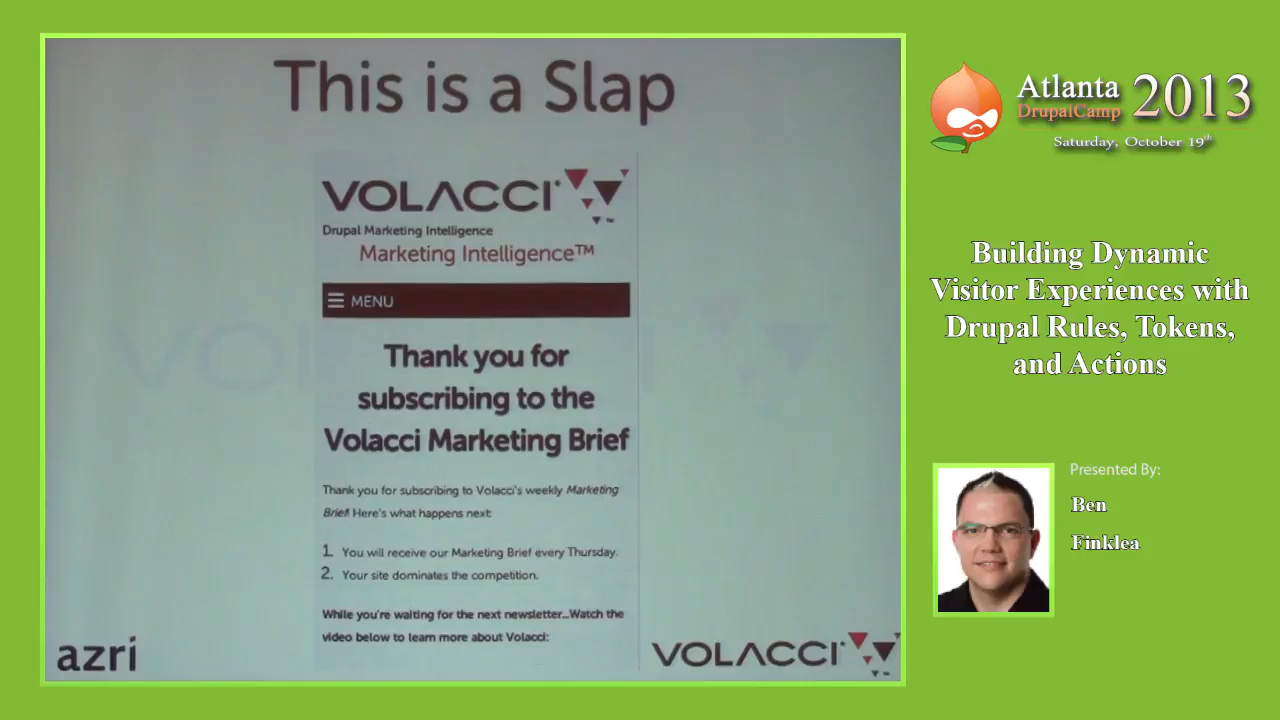 This is a Slap
VOLACCI
Drupal Marketing Intelligence
Marketing Intelligence™
MENU
Thank you for
subscribing to the
Volacci Marketing Brief
Thank you for subscribing to Volacci's weekly Marketing
Brief! Here's what happens next:
1. You will receive our Marketing Brief every Thursday.
2. Your site dominates the competition.
While you're waiting for the next newsletter...Watch the
video below to learn more about Volacci:
azri
VOLACCI
Atlanta
DrupalCamp
2013
Saturday, October 19th
Building Dynamic
Visitor Experiences with
Drupal Rules, Tokens,
and Actions
Presented By:
Ben
Finklea